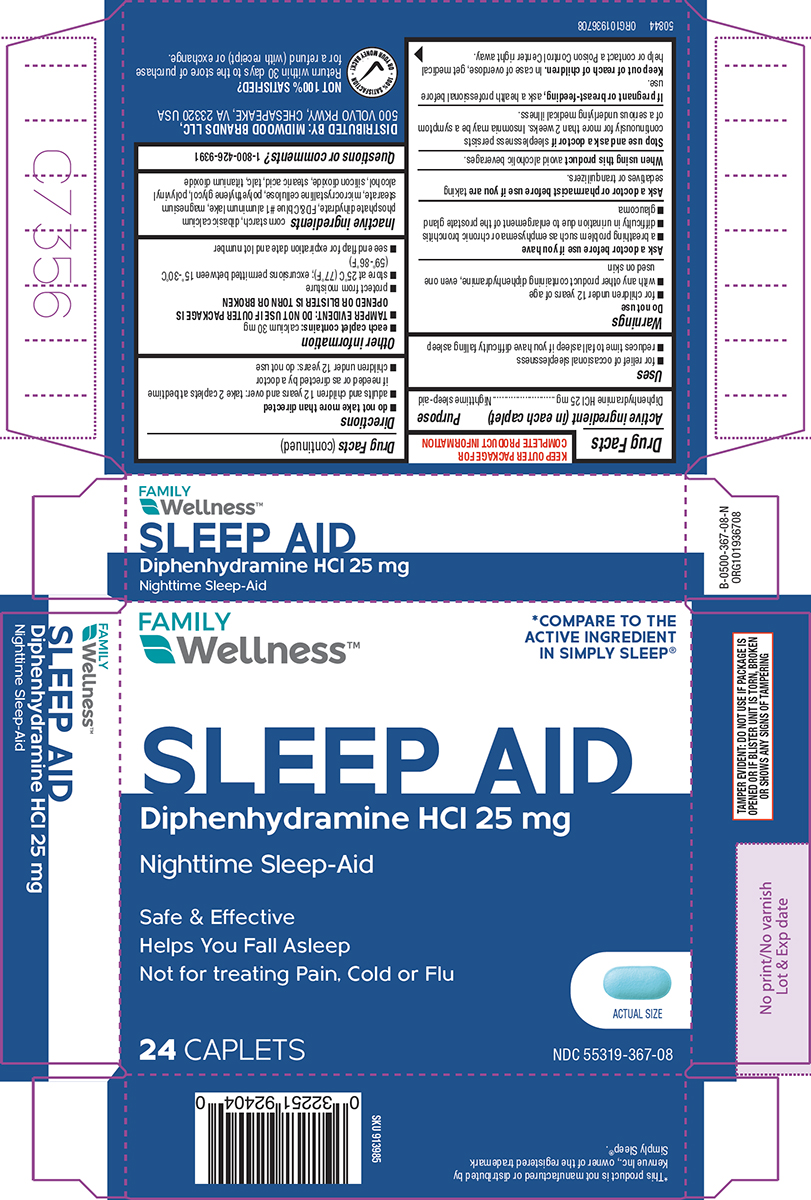 50844 ORG101936708
Drug Facts
KEEP OUTER PACKAGE FOR
COMPLETE PRODUCT INFORMATION
Active ingredient (in each caplet) Purpose
Diphenhydramine HCl 25 mg........................Nighttime sleep-aid
Uses
■ for relief of occasional sleeplessness
■ reduces time to fall asleep if you have difficulty falling asleep
Warnings
Do not use
■ for children under 12 years of age
■ with any other product containing diphenhydramine, even one
used on skin
Ask a doctor before use if you have
■ a breathing problem such as emphysema or chronic bronchitis
■ difficulty in urination due to enlargement of the prostate gland
■ glaucoma
Ask a doctor or pharmacist before use if you are taking
sedatives or tranquilizers.
When using this product avoid alcoholic beverages.
Stop use and ask a doctor if sleeplessness persists
continuously for more than 2 weeks. Insomnia may be a symptom
of a serious underlying medical illness.
If pregnant or breast-feeding, ask a health professional before
use.
Keep out of reach of children. In case of overdose, get medical
help or contact a Poison Control Center right away.
Drug Facts (continued)
Directions
■ do not take more than directed
■ adults and children 12 years and over: take 2 caplets at bedtime
if needed or as directed by a doctor
■ children under 12 years: do not use
Other information
■ each caplet contains: calcium 30 mg
■ TAMPER EVIDENT: DO NOT USE IF OUTER PACKAGE IS
OPENED OR BLISTER IS TORN OR BROKEN
■ protect from moisture
■ store at 25°C (77°F); excursions permitted between 15°-30°C
(59°-86°F)
■ see end flap for expiration date and lot number
Inactive ingredients corn starch, dibasic calcium
phosphate dihydrate, FD&C blue #1 aluminum lake, magnesium
stearate, microcrystalline cellulose, polyethylene glycol, polyvinyl
alcohol, silicon dioxide, stearic acid, talc, titanium dioxide
Questions or comments? 1-800-426-9391
DISTRIBUTED BY: MIDWOOD BRANDS LLC,
500 VOLVO PKWY, CHESAPEAKE, VA 23320 USA
100% SATISFACTION
OR YOUR MONEY BACK!
NOT 100% SATISFIED?
Return within 30 days to the store of purchase
for a refund (with receipt) or exchange.
C7356
FAMILY
Wellness™
SLEEP AID
Diphenhydramine HCl 25 mg
Nighttime Sleep-Aid
B-0500-367-08-N
ORG101936708
FAMILY
Wellness™
SLEEP AID
Diphenhydramine HCl 25 mg
Nighttime Sleep-Aid
FAMILY
Wellness™
*COMPARE TO THE
ACTIVE INGREDIENT
IN SIMPLY SLEEP®
SLEEP AID
Diphenhydramine HCl 25 mg
Nighttime Sleep-Aid
Safe & Effective
Helps You Fall Asleep
Not for treating Pain, Cold or Flu
ACTUAL SIZE
24 CAPLETS
NDC 55319-367-08
TAMPER EVIDENT: DO NOT USE IF PACKAGE IS
OPENED OR IF BLISTER UNIT IS TORN, BROKEN
OR SHOWS ANY SIGNS OF TAMPERING
No print/No varnish
Lot & Exp date
0 32251 92404 0
SKU 913985
*This product is not manufactured or distributed by
Kenvue Inc., owner of the registered trademark
Simply Sleep®.